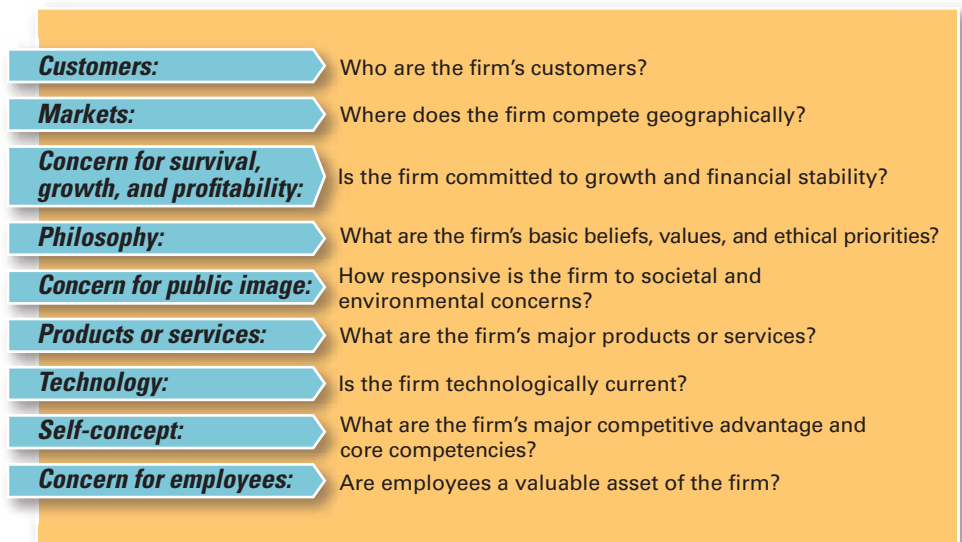 Customers: Who are the firm's customers?
Markets: Where does the firm compete geographically?
Concern for survival,
growth, and profitability: Is the firm committed to growth and financial stability?
Philosophy: What are the firm's basic beliefs, values, and ethical priorities?
Concern for public image: How responsive is the firm to societal and
environmental concerns?
Products or services: What are the firm's major products or services?
Technology: Is the firm technologically current?
Self-concept: What are the firm's major competitive advantage and
core competencies?
Concern for employees: Are employees a valuable asset of the firm?